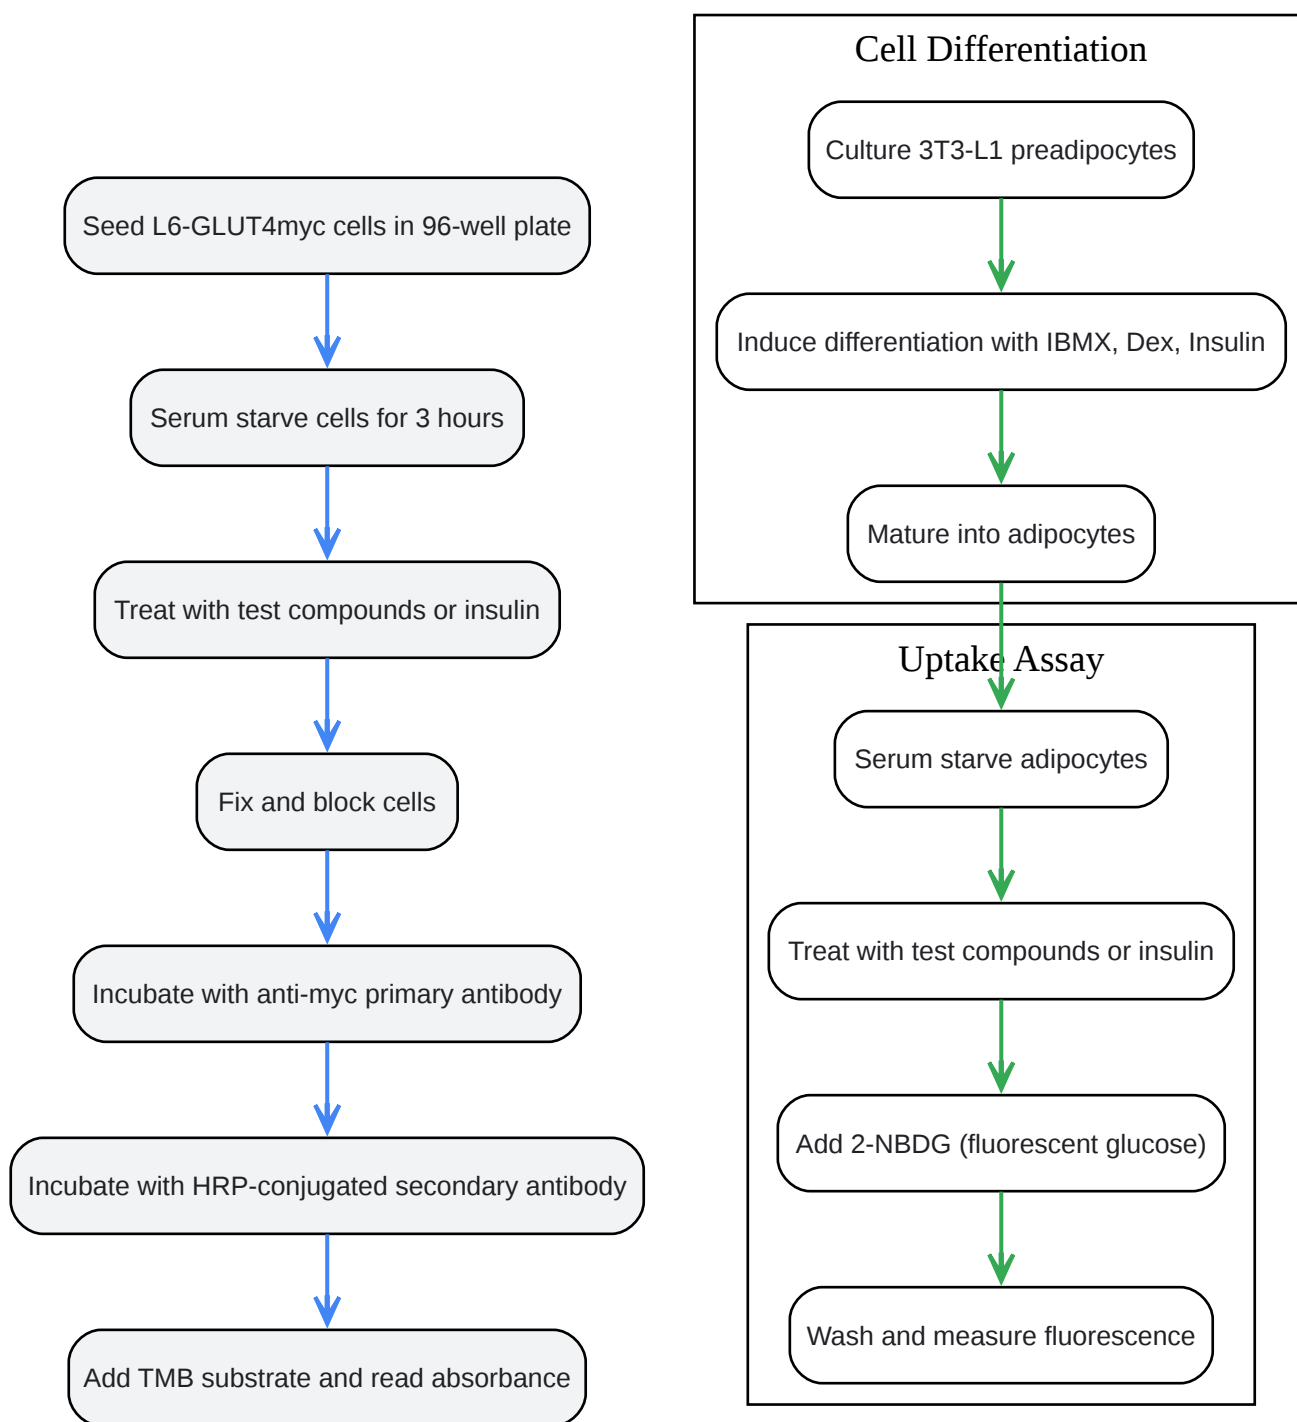 Seed L6-GLUT4myc cells in 96-well plate
Serum starve cells for 3 hours
Treat with test compounds or insulin
Fix and block cells
Incubate with anti-myc primary antibody
Incubate with HRP-conjugated secondary antibody
Add TMB substrate and read absorbance
Cell Differentiation
Culture 3T3-L1 preadipocytes
Induce differentiation with IBMX, Dex, Insulin
Mature into adipocytes
Uptake Assay
Serum starve adipocytes
Treat with test compounds or insulin
Add 2-NBDG (fluorescent glucose)
Wash and measure fluorescence